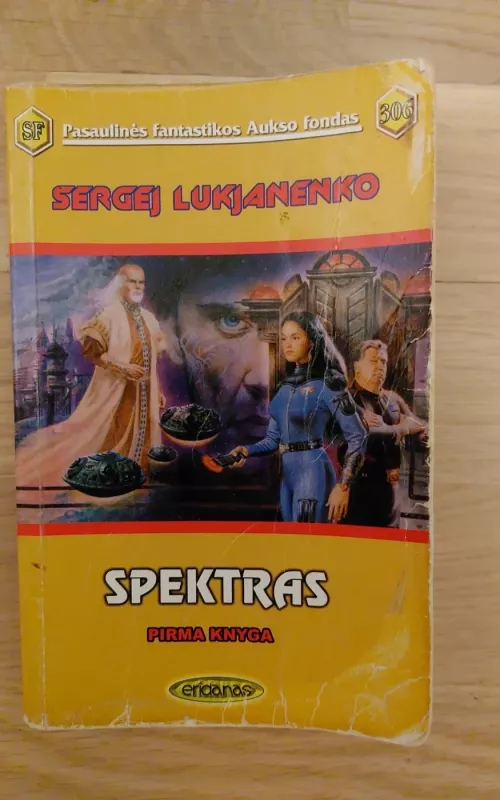 SF Pasaulinės fantastikos Aukso fondas 306
SERGEJ LUKJANENKO
SPEKTRAS
PIRMA KNYGA
eridanas